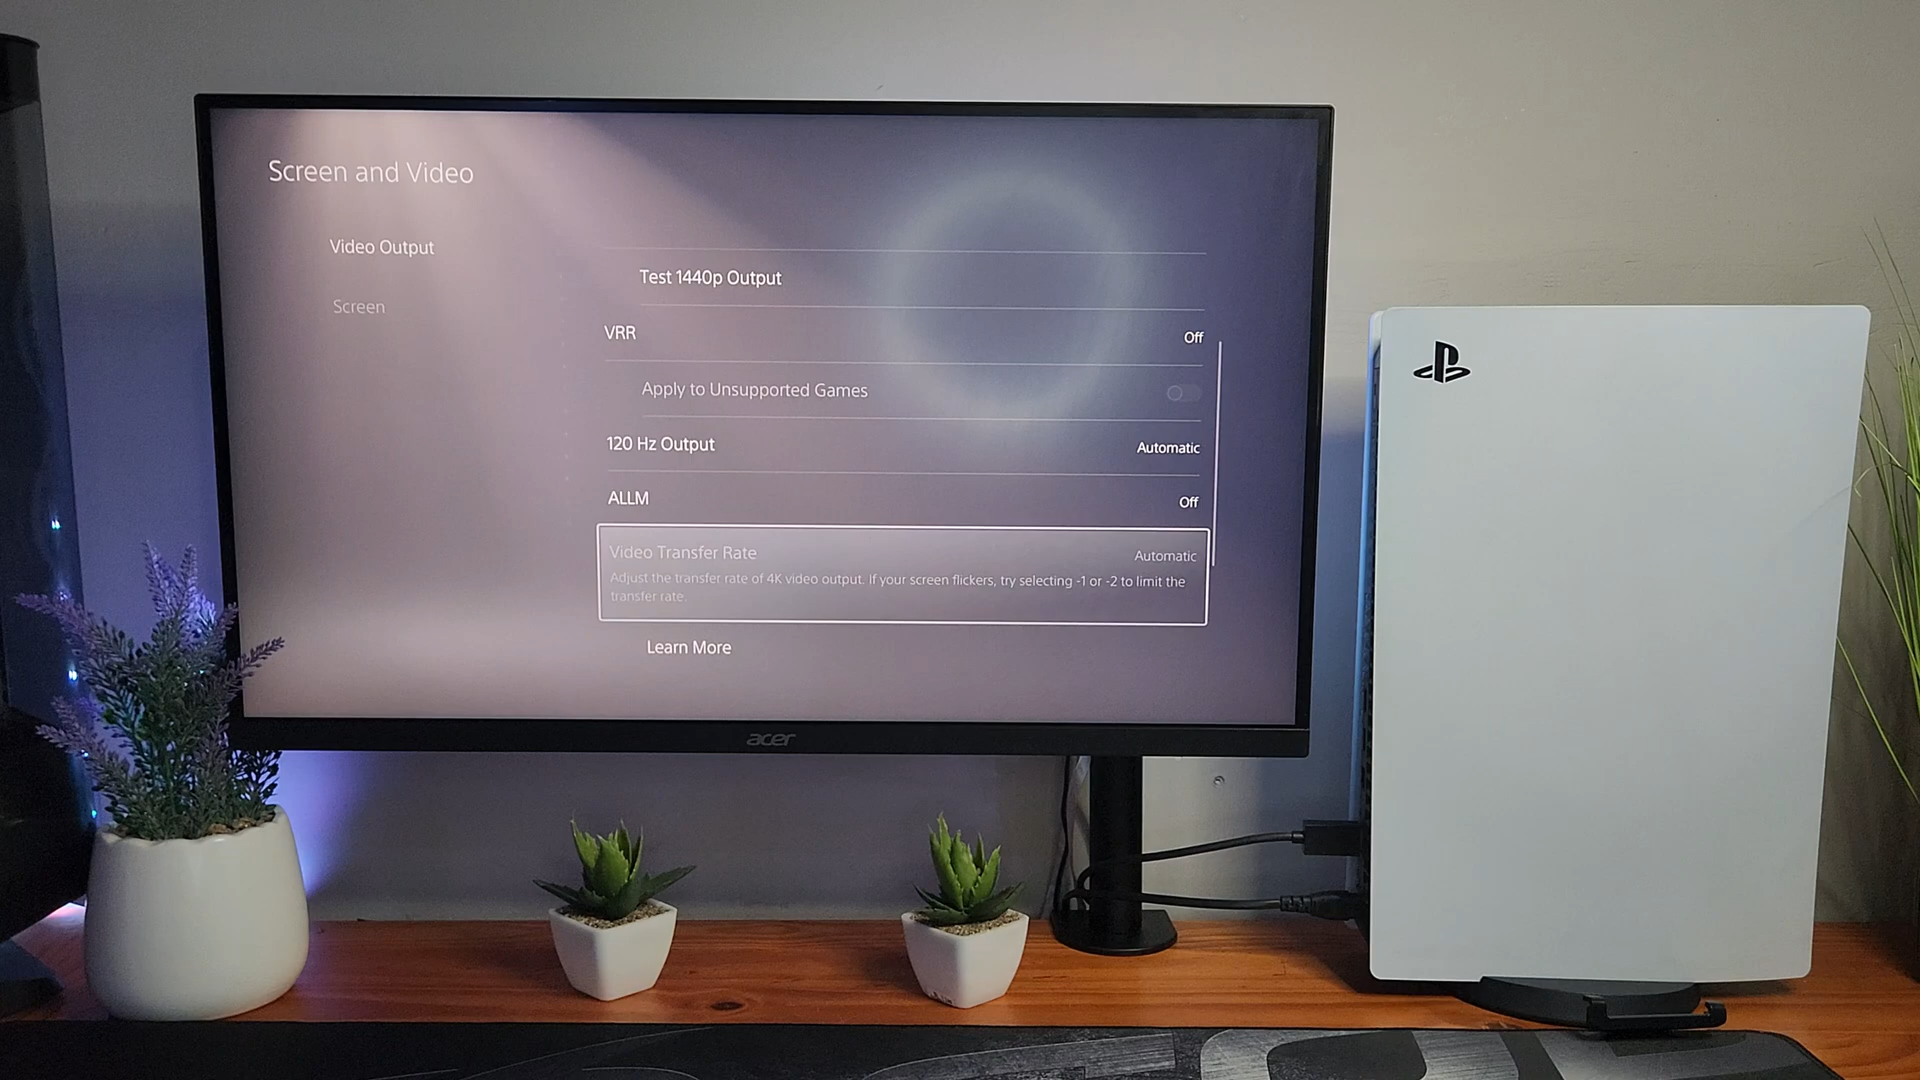 Screen and Video
Video Output
Screen
Test 1440p Output
VRR Off
Apply to Unsupported Games
120 Hz Output Automatic
ALLM Off
Video Transfer Rate Automatic
Adjust the transfer rate of 4K video output. If your screen flickers, try selecting -1 or -2 to limit the
transfer rate.
Learn More
acer